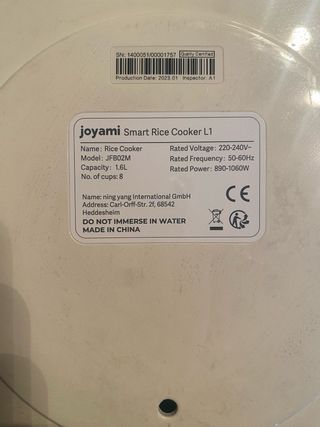 SN: 1400051/00001757 Quality Certified
Production Date: 2023.01 Inspector: A1
joyami Smart Rice Cooker L1
Name: Rice Cooker Rated Voltage: 220-240V~
Model: JFB02M Rated Frequency: 50-60Hz
Capacity: 1.6L Rated Power: 890-1060W
No. of cups: 8
Name: ning yang International GmbH
Address: Carl-Orff-Str. 2f, 68542
Heddesheim
DO NOT IMMERSE IN WATER
MADE IN CHINA
CE